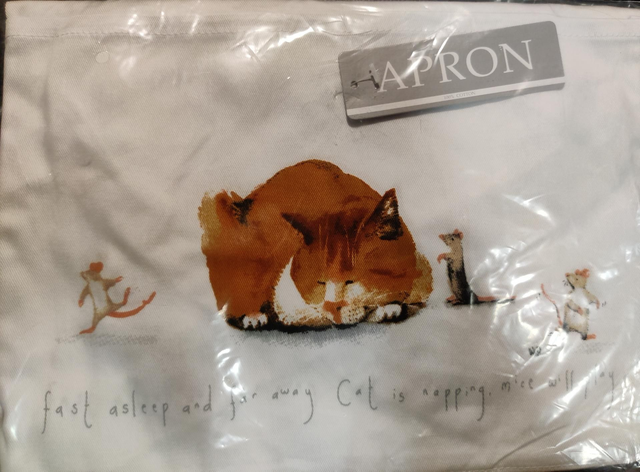 APRON
fast asleep and far away Cat is napping, mice will play